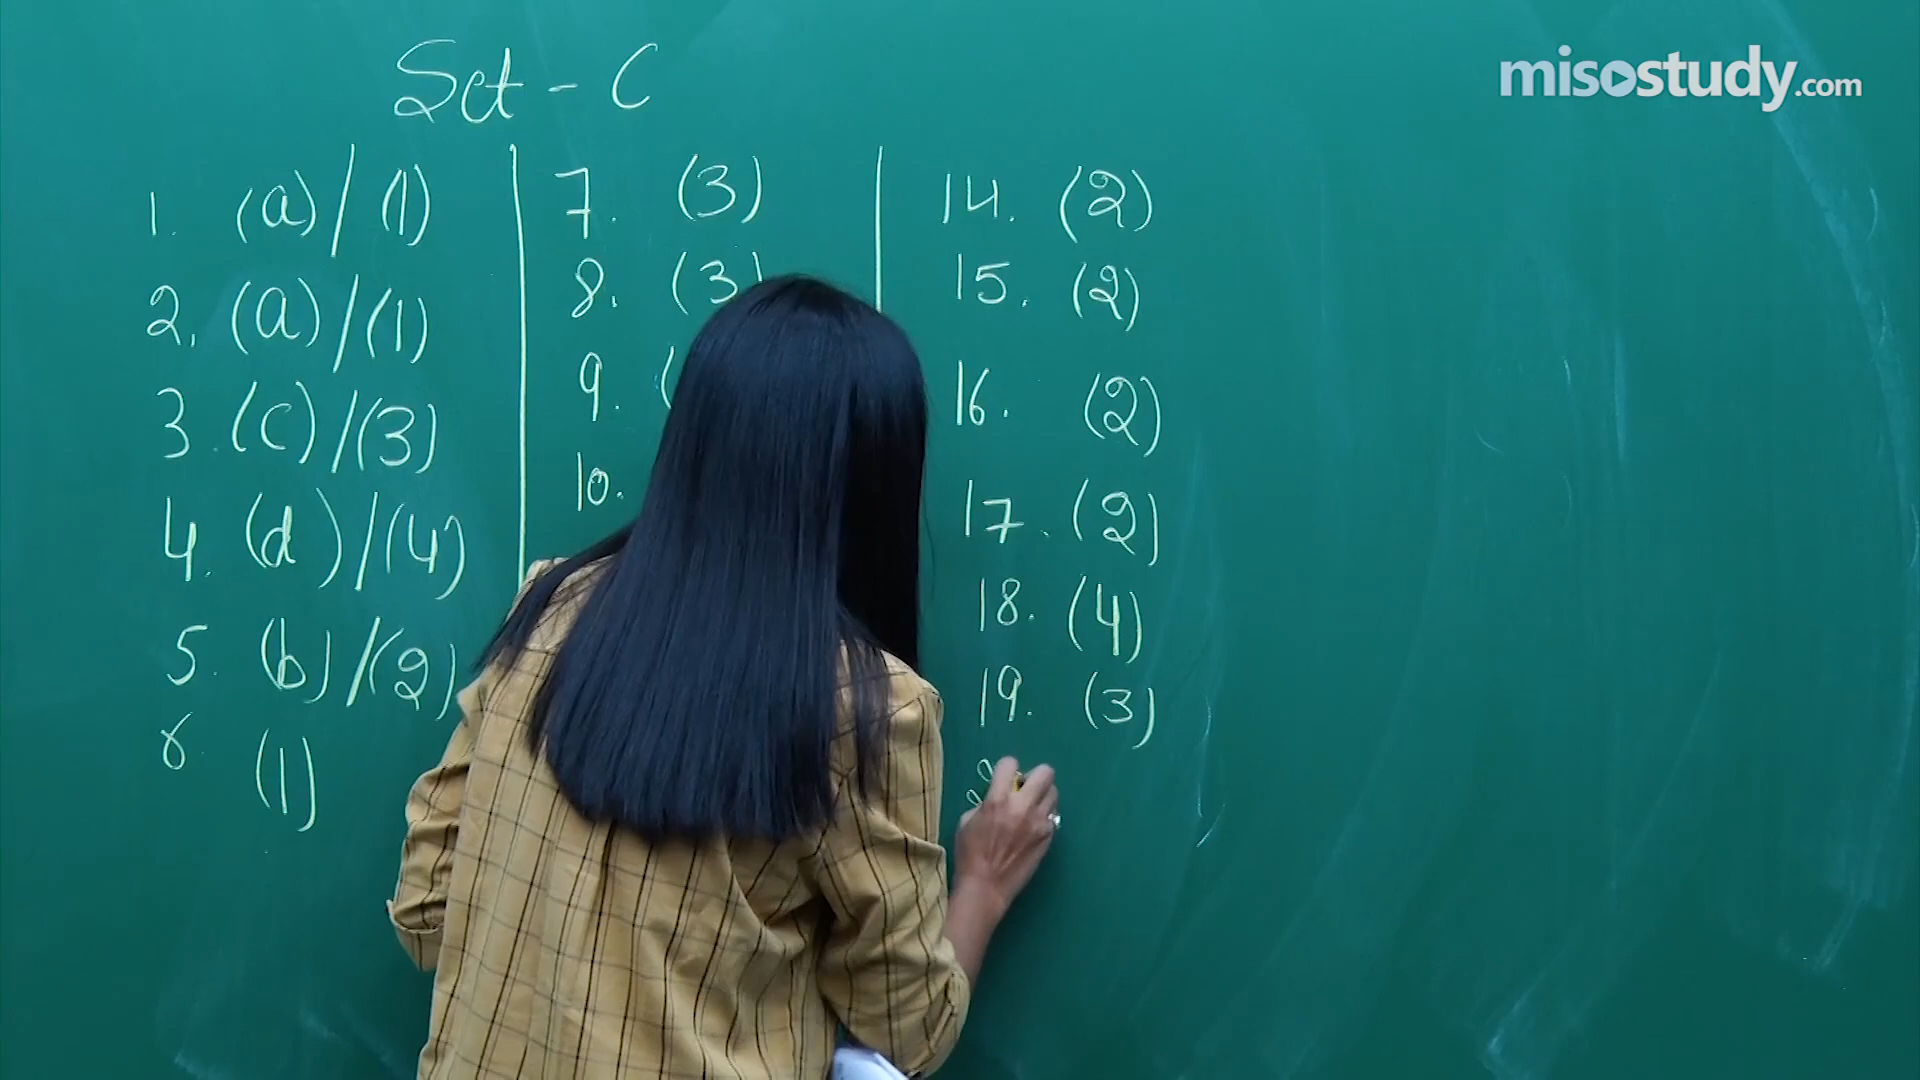 Set - C
misostudy.com
1. (a) / (1)
2. (a) / (1)
3. (c) / (3)
4. (d) / (4)
5. (b) / (2)
6. (1)
7. (3)
8. (3)
9. (
10.
14. (2)
15. (2)
16. (2)
17. (2)
18. (4)
19. (3)